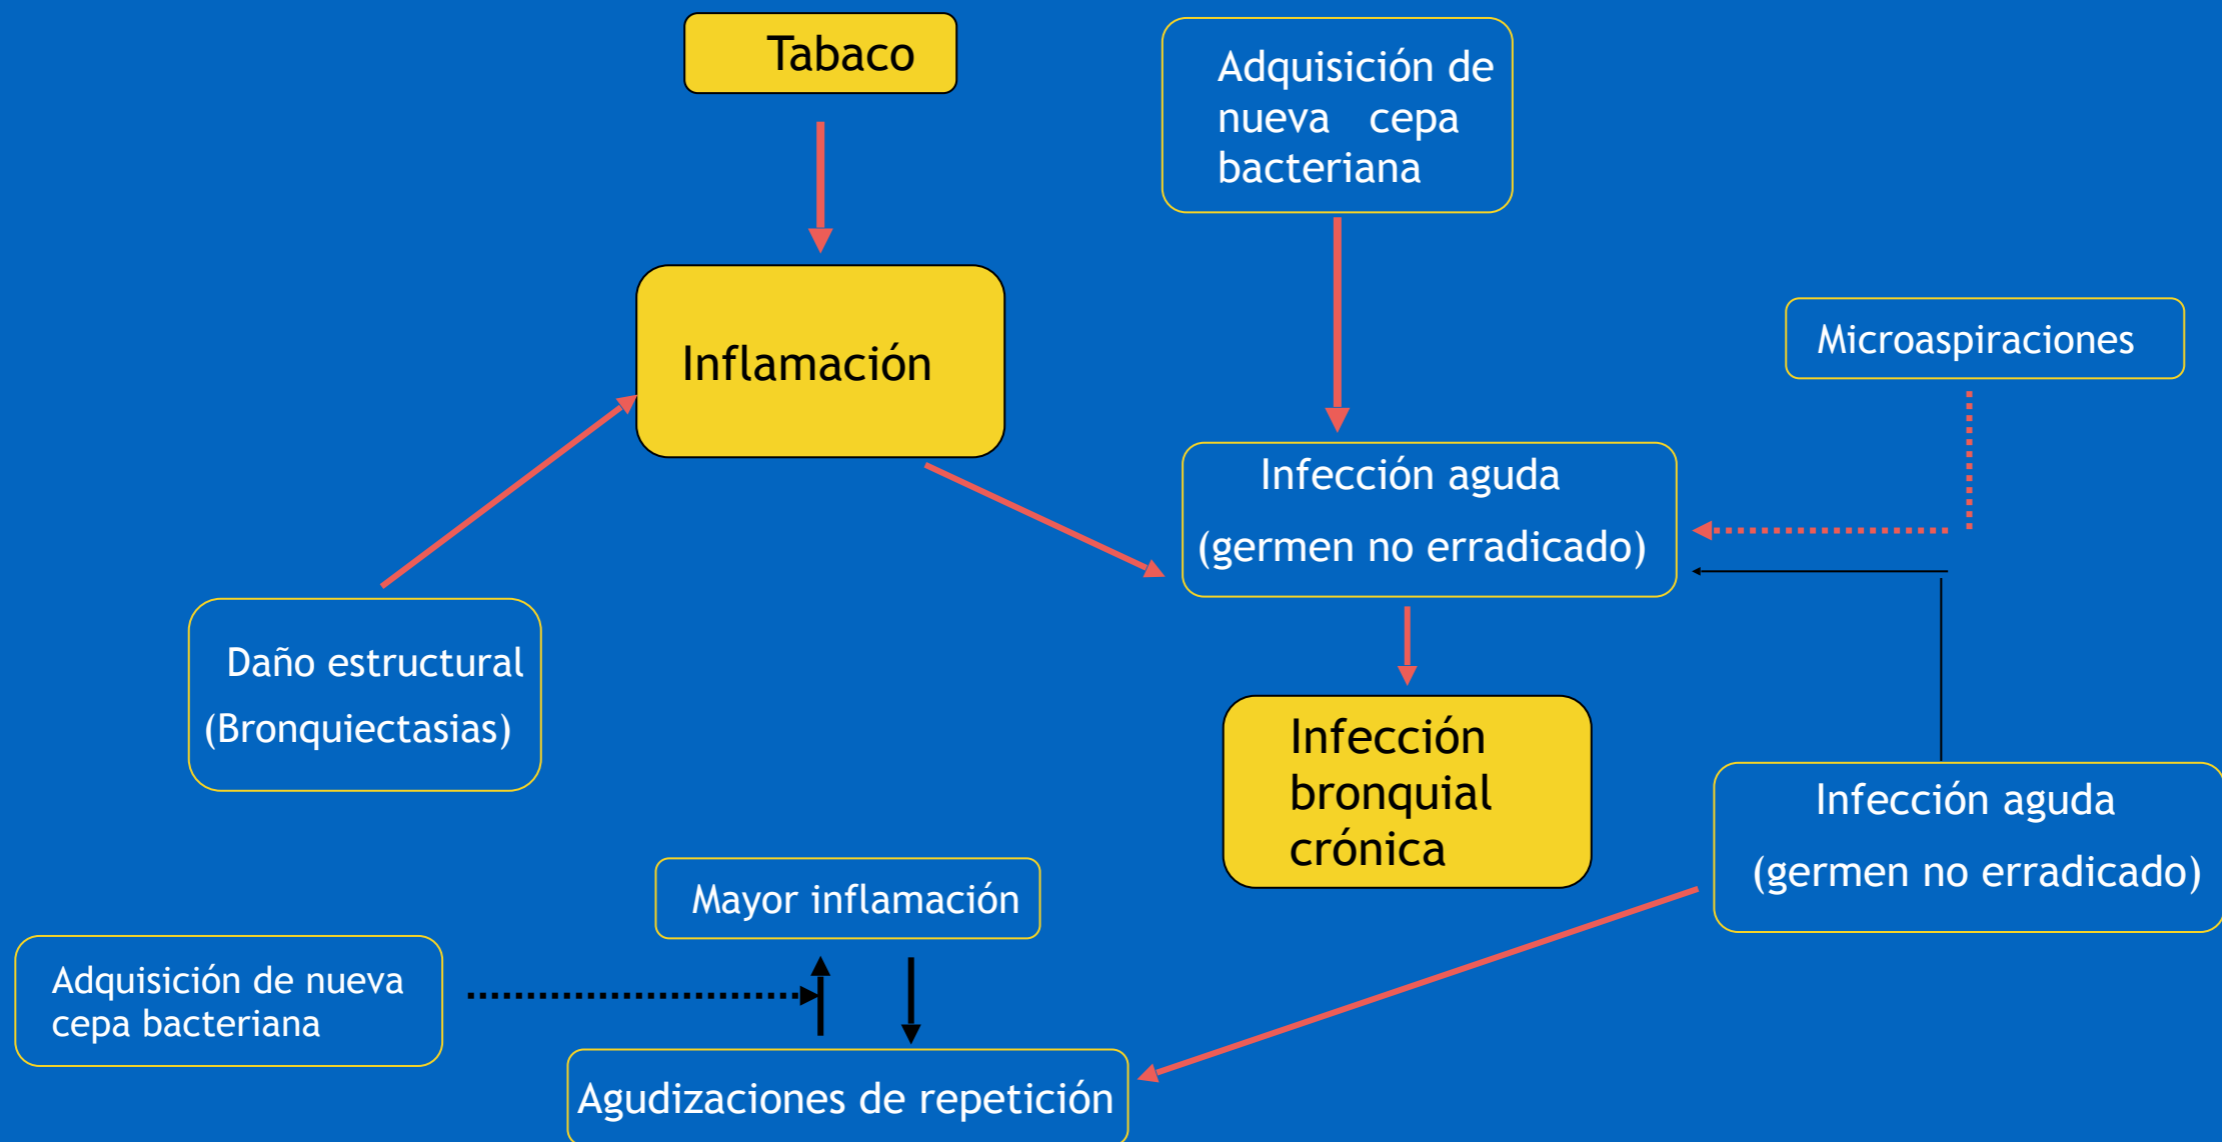 Tabaco
Adquisición de
nueva cepa
bacteriana
Inflamación
Microaspiraciones
Infección aguda
(germen no erradicado)
Daño estructural
(Bronquiectasias)
Infección
bronquial
crónica
Infección aguda
(germen no erradicado)
Mayor inflamación
Adquisición de nueva
cepa bacteriana
Agudizaciones de repetición